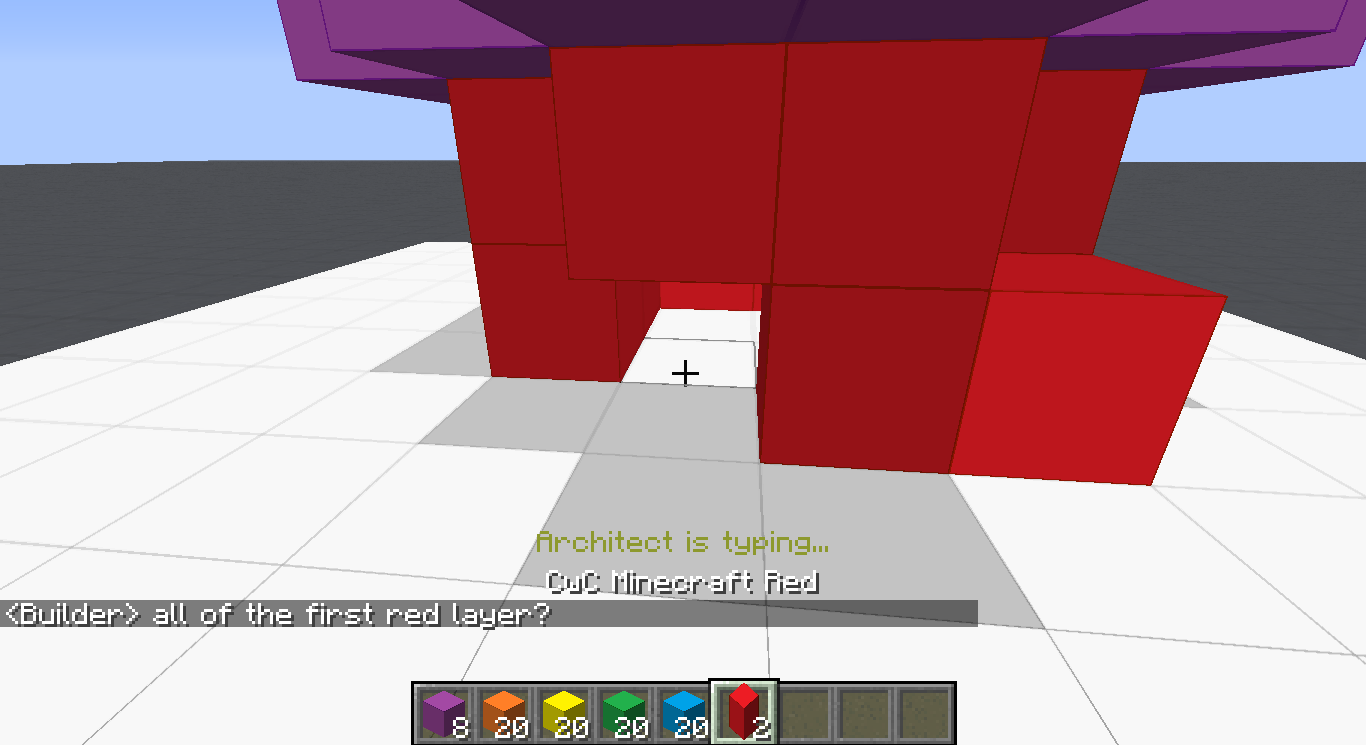 Architect is typing...
CwC Minecraft Red
<Builder> all of the first red layer?
8 20 20 20 20 2